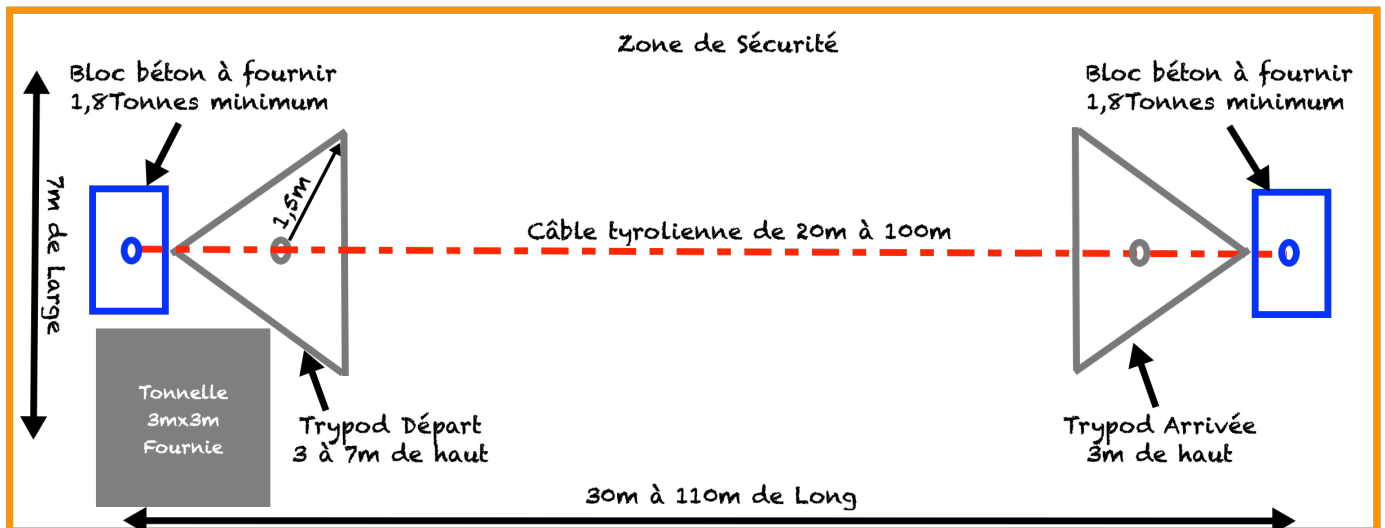 Zone de Sécurité
Bloc béton à fournir
1,8Tonnes minimum
Bloc béton à fournir
1,8Tonnes minimum
7m de Large
1,5m
Câble tyrolienne de 20m à 100m
Tonnelle
3mx3m
Fournie
Trypod Départ
3 à 7m de haut
Trypod Arrivée
3m de haut
30m à 110m de Long